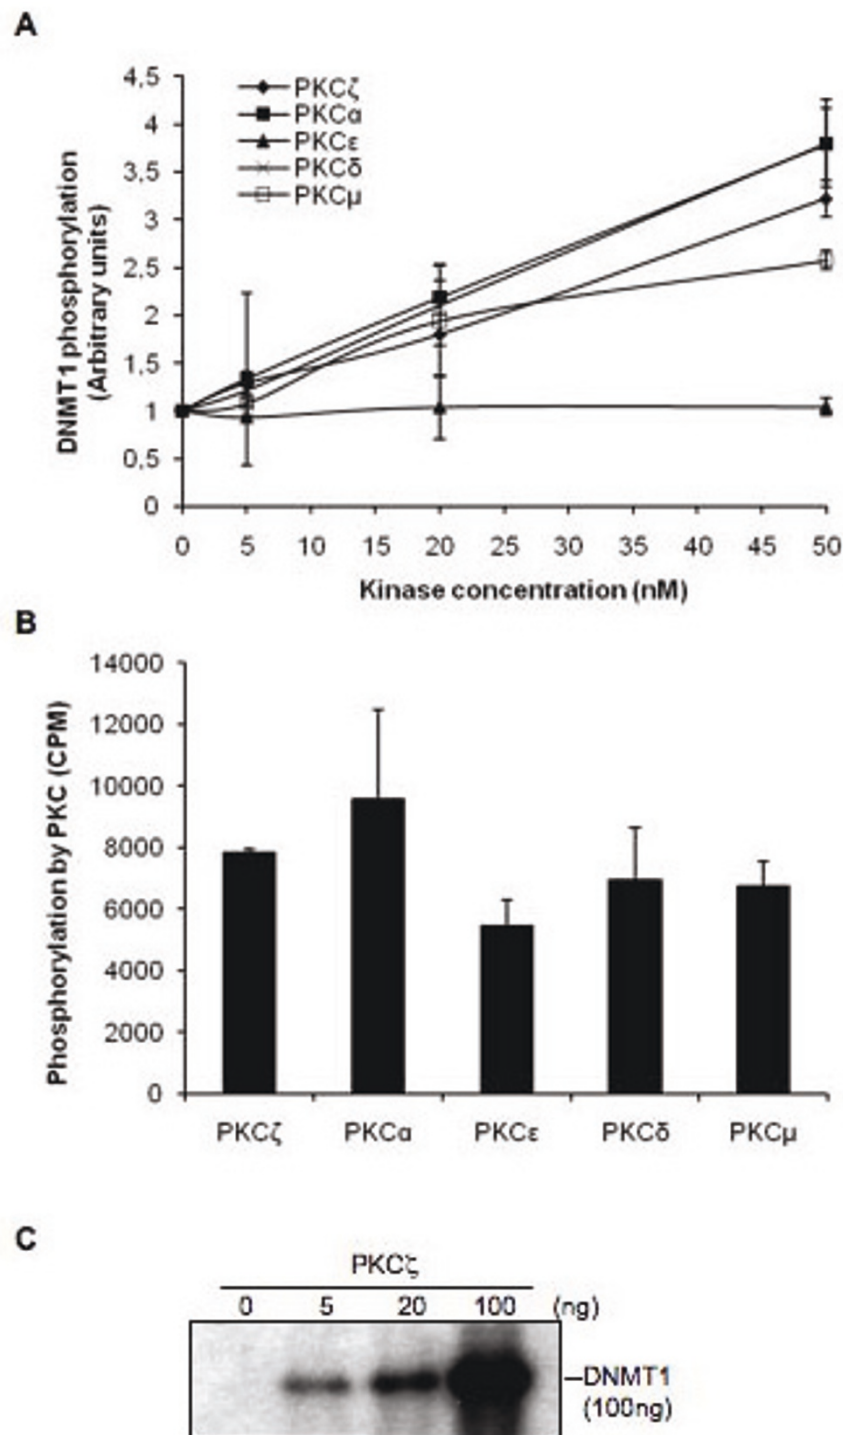 A
DNMT1 phosphorylation
(Arbitrary units)
4,5
4
3,5
3
2,5
2
1,5
1
0,5
0
PKCζ
PKCα
PKCε
PKCδ
PKCμ
0 5 10 15 20 25 30 35 40 45 50
Kinase concentration (nM)
B
Phosphorylation by PKC (CPM)
14000
12000
10000
8000
6000
4000
2000
0
PKCζ PKCα PKCε PKCδ PKCμ
C
PKCζ
0 5 20 100 (ng)
DNMT1
(100ng)